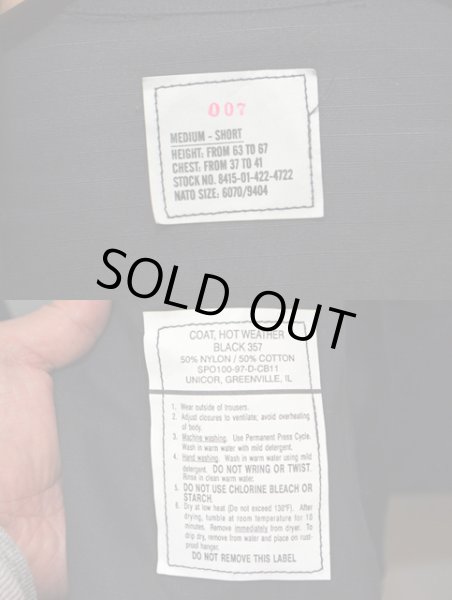 007
MEDIUM - SHORT
HEIGHT: FROM 63 TO 67
CHEST: FROM 37 TO 41
STOCK NO. 8415-01-422-4722
NATO SIZE: 6070/9404
SOLD OUT
COAT, HOT WEATHER
BLACK 357
50% NYLON / 50% COTTON
SPO100-97-D-CB11
UNICOR, GREENVILLE, IL
1. Wear outside of trousers.
2. Adjust closures to ventilate; avoid overheating
of body.
3. Machine washing. Use Permanent Press Cycle.
Wash in warm water with mild detergent.
4. Hand washing. Wash in warm water using mild
detergent. DO NOT WRING OR TWIST.
Rinse in clean warm water.
5. DO NOT USE CHLORINE BLEACH OR
STARCH.
6. Dry at low heat (Do not exceed 130°F). After
drying, tumble at room temperature for 10
minutes. Remove immediately from dryer. To
drip dry, remove from water and place on rust-
proof hanger.
DO NOT REMOVE THIS LABEL